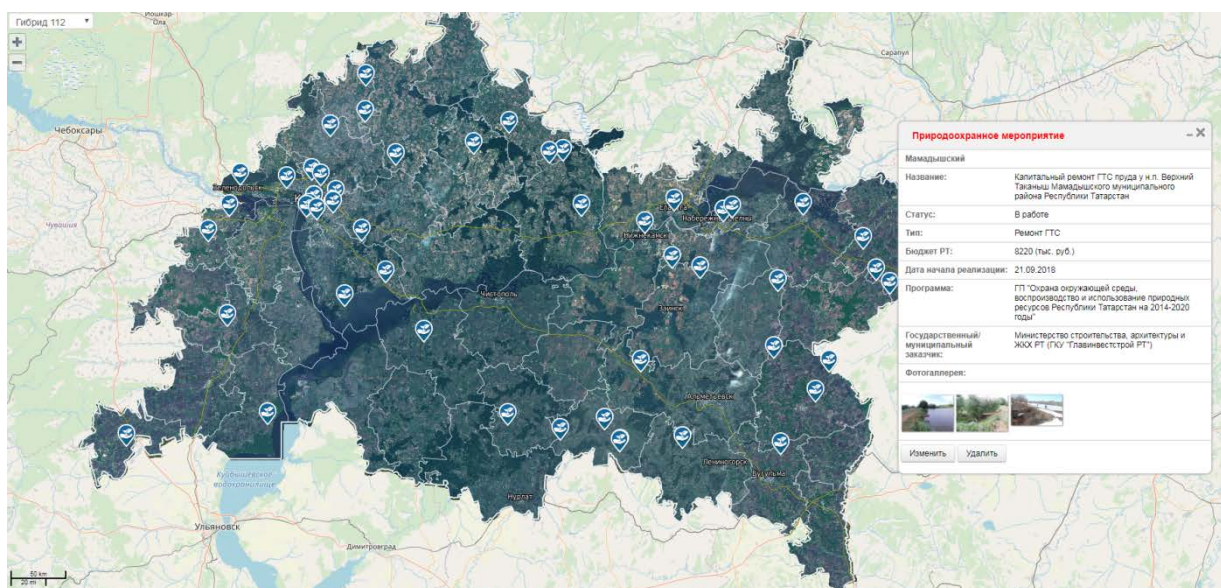 Гибрид 112
Йошкар-
Ола
Сарапул
Чебоксары
Зеленодольск
Чувашия
Набережные Челны
Нижнекамск
Чистополь
Заинск
Альметьевск
Лениногорск
Бугульма
Нурлат
Куйбышевское
водохранилище
Ульяновск
Димитровград
50 km
20 mi
Природоохранное мероприятие
Мамадышский
Название: Капитальный ремонт ГТС пруда у н.п. Верхний
Таканыш Мамадышского муниципального
района Республики Татарстан
Статус: В работе
Тип: Ремонт ГТС
Бюджет РТ: 8220 (тыс. руб.)
Дата начала реализации: 21.09.2018
Программа: ГП "Охрана окружающей среды,
воспроизводство и использование природных
ресурсов Республики Татарстан на 2014-2020
годы"
Государственный/ Министерство строительства, архитектуры и
муниципальный ЖКХ РТ (ГКУ "Главинвестстрой РТ")
заказчик:
Фотогаллерея:
Изменить Удалить